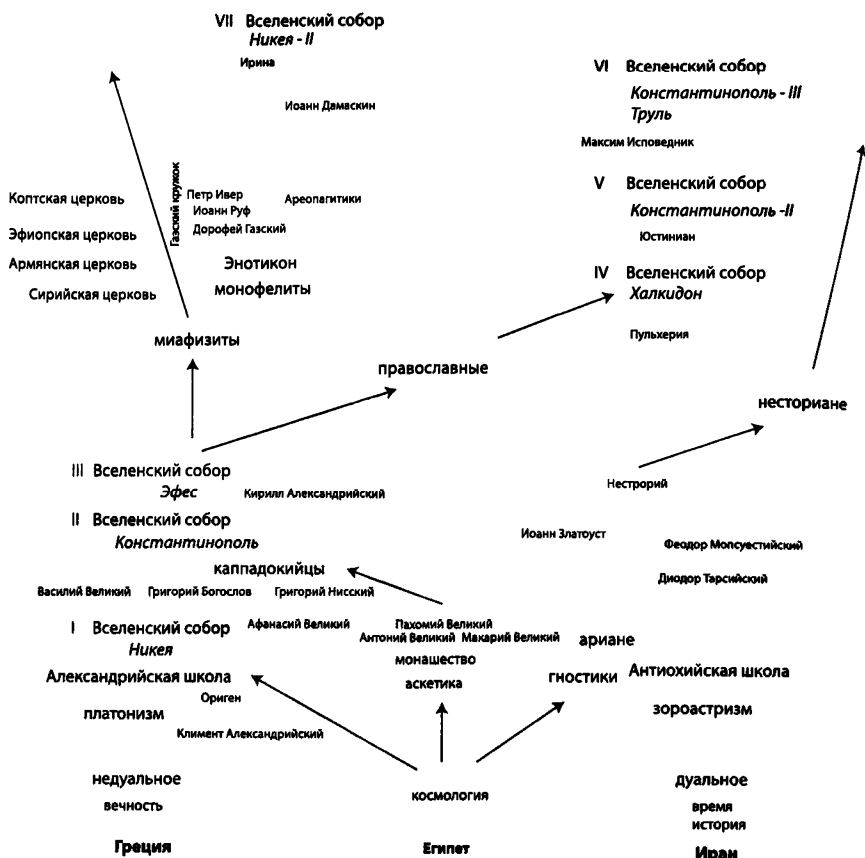 VII Вселенский собор
Никея - II
Ирина
Иоанн Дамаскин
VI Вселенский собор
Константинополь - III
Труль
Максим Исповедник
Газский кружок
Коптская церковь
Петр Ивер
Ареопагитики
Иоанн Руф
V Вселенский собор
Константинополь -II
Эфиопская церковь
Дорофей Газский
Юстиниан
Армянская церковь
Энотикон
IV Вселенский собор
Сирийская церковь
монофелиты
Халкидон
миафизиты
Пульхерия
православные
несториане
III Вселенский собор
Эфес
Кирилл Александрийский
Нестрорий
II Вселенский собор
Константинополь
Иоанн Златоуст
Феодор Мопсуестийский
каппадокийцы
Диодор Тарсийский
Василий Великий
Григорий Богослов
Григорий Нисский
I Вселенский собор
Никея
Афанасий Великий
Пахомий Великий
Антоний Великий
Макарий Великий
ариане
монашество
аскетика
гностики
Александрийская школа
Антиохийская школа
Ориген
платонизм
зороастризм
Климент Александрийский
недуальное
вечность
космология
дуальное
время
история
Греция
Египет
Иран